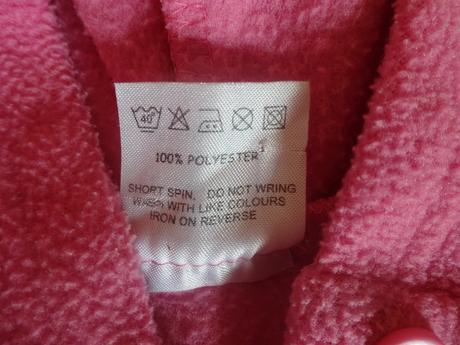 40°
100% POLYESTER
SHORT SPIN. DO NOT WRING
WASH WITH LIKE COLOURS
IRON ON REVERSE